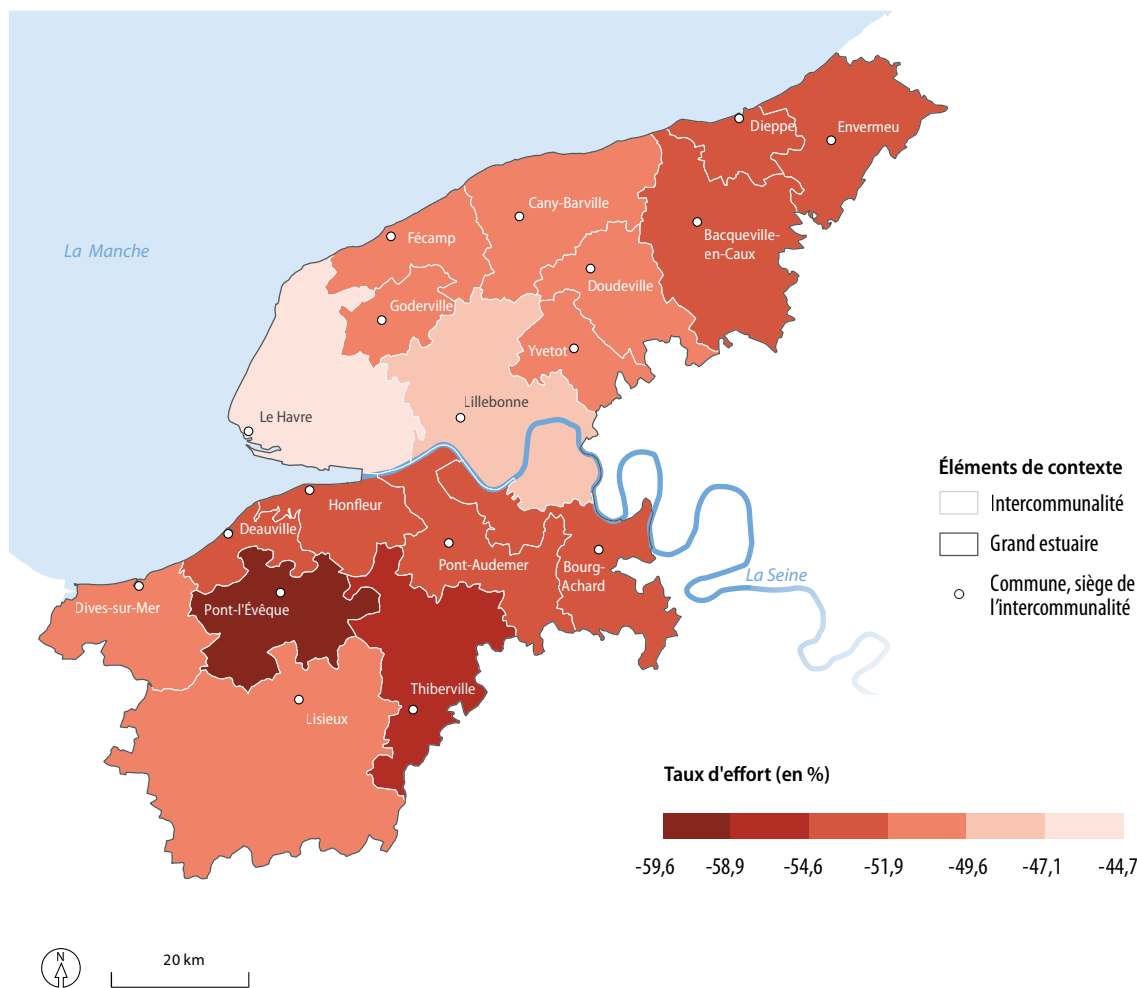 Dieppe
Envermeu
Cany-Barville
Fécamp
Bacqueville-
en-Caux
La Manche
Doudeville
Goderville
Yvetot
Lillebonne
Le Havre
Éléments de contexte
Intercommunalité
Grand estuaire
Commune, siège de
l'intercommunalité
Honfleur
Deauville
Pont-Audemer
Bourg-
Achard
La Seine
Dives-sur-Mer
Pont-l'Évêque
Thiberville
Lisieux
Taux d'effort (en %)
-59,6 -58,9 -54,6 -51,9 -49,6 -47,1 -44,7
N
20 km